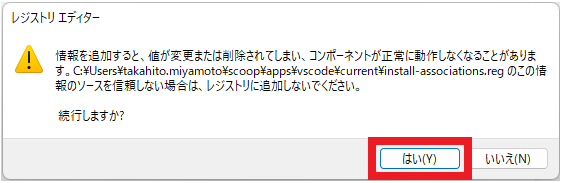 レジストリ エディター
情報を追加すると、値が変更または削除されてしまい、コンポーネントが正常に動作しなくなることがありま
す。C:¥Users¥takahito.miyamoto¥scoop¥apps¥vscode¥current¥install-associations.reg のこの情
報のソースを信頼しない場合は、レジストリに追加しないでください。
続行しますか?
はい(Y)
いいえ(N)